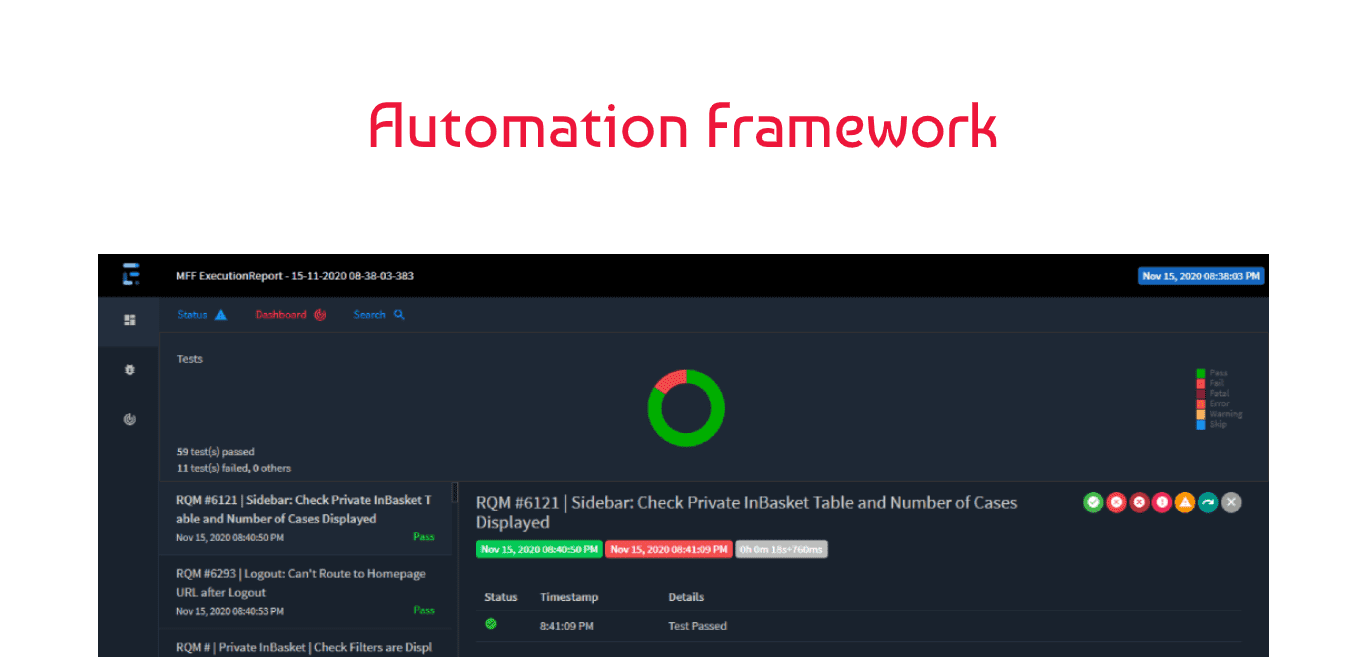 Automation Framework
MFF ExecutionReport - 15-11-2020 08-38-03-383
Nov 15, 2020 08:38:03 PM
Status
Dashboard
Search
Tests
Pass
Fail
Fatal
Error
Warning
Skip
59 test(s) passed
11 test(s) failed, 0 others
RQM #6121 | Sidebar: Check Private InBasket T
able and Number of Cases Displayed
Nov 15, 2020 08:40:50 PM
Pass
RQM #6293 | Logout: Can't Route to Homepage
URL after Logout
Nov 15, 2020 08:40:53 PM
Pass
RQM # | Private InBasket | Check Filters are Displ
RQM #6121 | Sidebar: Check Private InBasket Table and Number of Cases
Displayed
Nov 15, 2020 08:40:50 PM
Nov 15, 2020 08:41:09 PM
0h 0m 18s+760ms
Status Timestamp Details
8:41:09 PM Test Passed